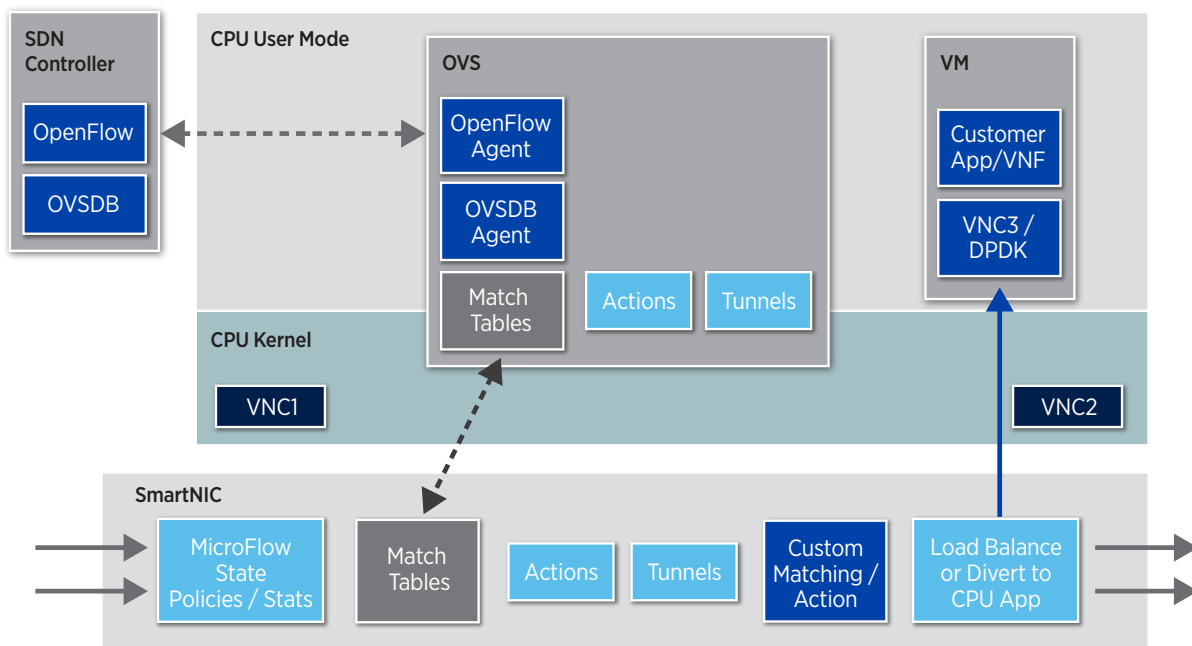 SDN
Controller
OpenFlow
OVSDB
CPU User Mode
OVS
OpenFlow
Agent
OVSDB
Agent
Match
Tables
Actions
Tunnels
VM
Customer
App/VNF
VNC3 /
DPDK
CPU Kernel
VNC1
VNC2
SmartNIC
MicroFlow
State
Policies / Stats
Match
Tables
Actions
Tunnels
Custom
Matching /
Action
Load Balance
or Divert to
CPU App